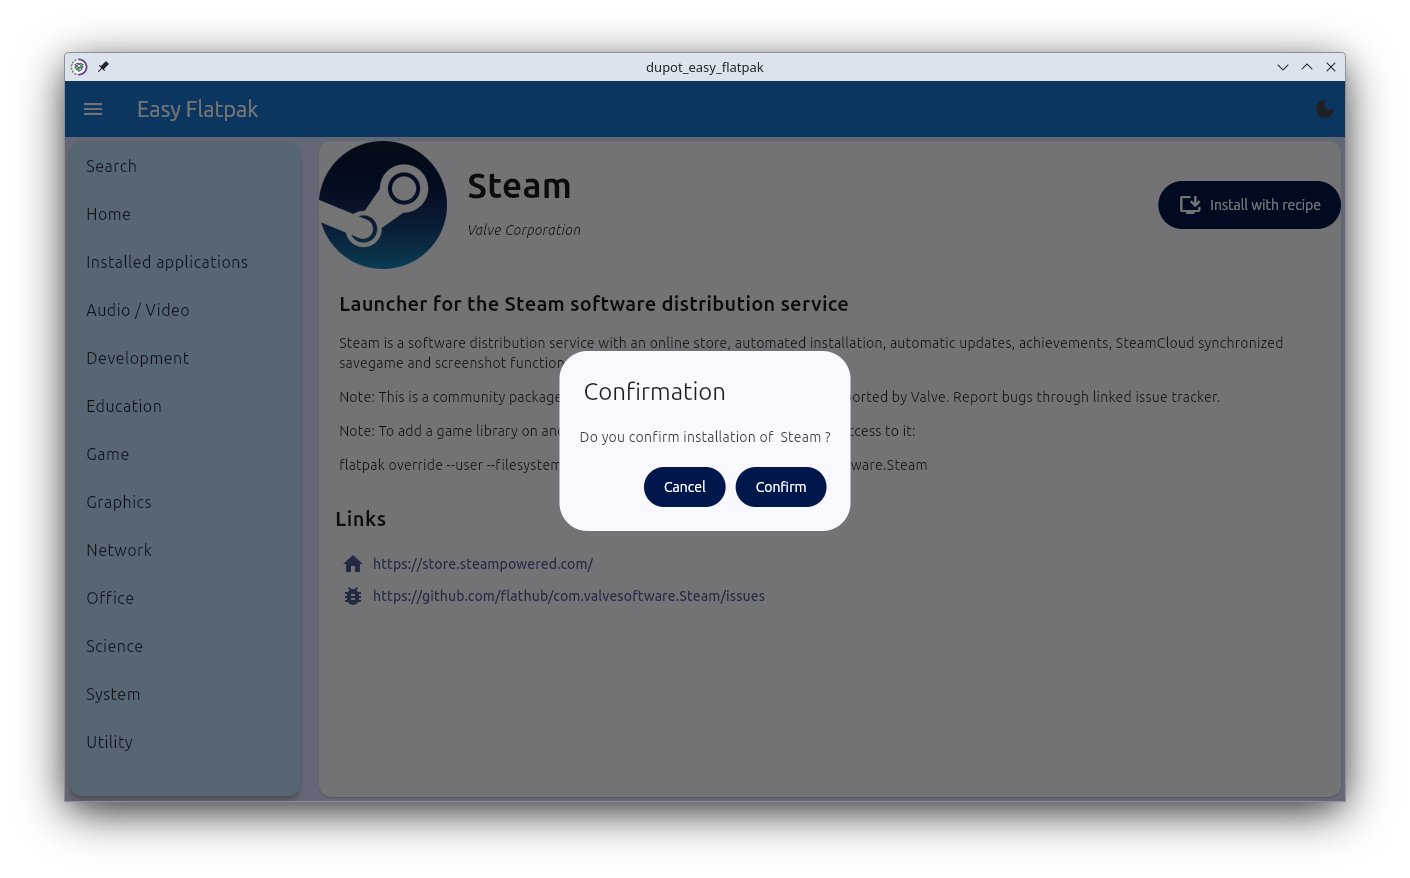 dupot_easy_flatpak
Easy Flatpak
Search
Home
Installed applications
Audio / Video
Development
Education
Game
Graphics
Network
Office
Science
System
Utility
Steam
Valve Corporation
Install with recipe
Launcher for the Steam software distribution service
Steam is a software distribution service with an online store, automated installation, automatic updates, achievements, SteamCloud synchronized
savegame and screenshot function
Note: This is a community package orted by Valve. Report bugs through linked issue tracker.
Note: To add a game library on an ccess to it:
flatpak override --user --filesystem ware.Steam
Confirmation
Do you confirm installation of  Steam ?
Cancel
Confirm
Links
https://store.steampowered.com/
https://github.com/flathub/com.valvesoftware.Steam/issues